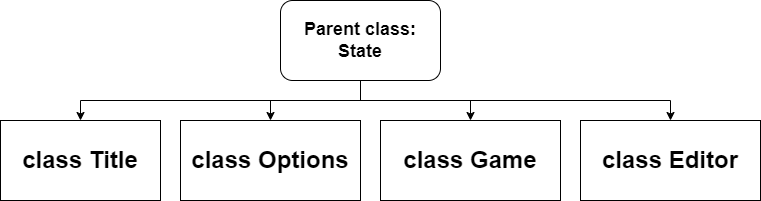 Parent class:
State
class Title
class Options
class Game
class Editor